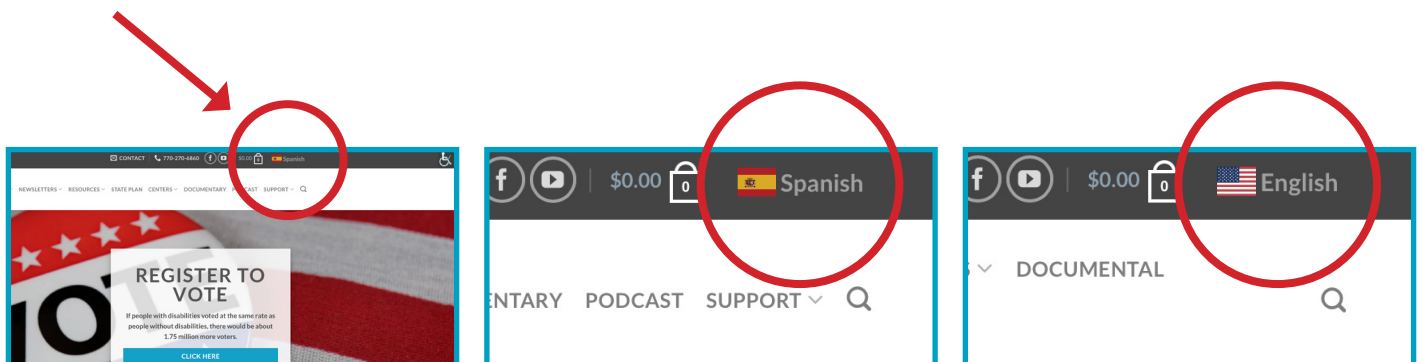 CONTACT 770-270-6860 f $0.00 0 Spanish
NEWSLETTERS RESOURCES STATE PLAN CENTERS DOCUMENTARY PODCAST SUPPORT
VOTE
REGISTER TO
VOTE
If people with disabilities voted at the same rate as
people without disabilities, there would be about
1.75 million more voters.
CLICK HERE
f $0.00 0 Spanish
ENTARY PODCAST SUPPORT
f $0.00 0 English
S DOCUMENTAL